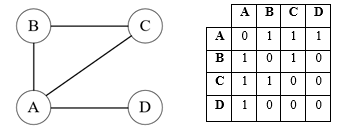 B C
A D
A B C D
A 0 1 1 1
B 1 0 1 0
C 1 1 0 0
D 1 0 0 0